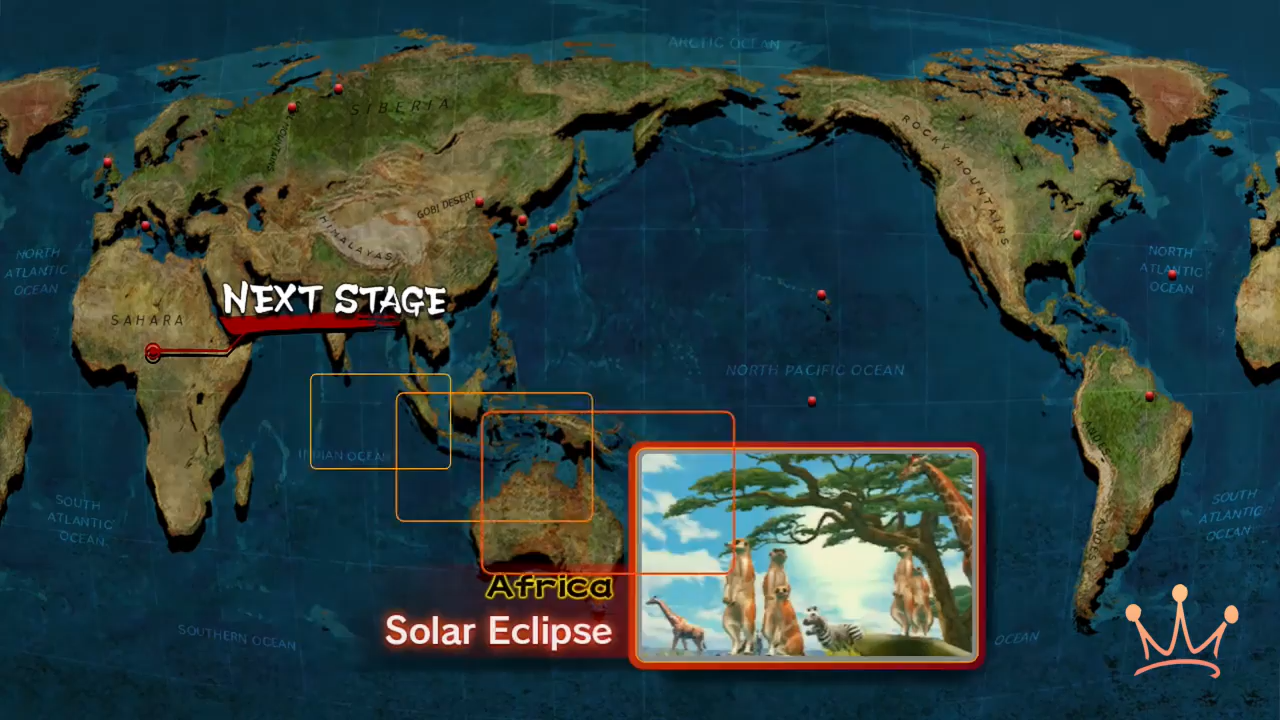 ARCTIC OCEAN
SIBERIA
ROCKY MOUNTAINS
GOBI DESERT
HIMALAYAS
NORTH
ATLANTIC
OCEAN
NORTH
ATLANTIC
OCEAN
NEXT STAGE
SAHARA
NORTH PACIFIC OCEAN
INDIAN OCEAN
SOUTH
ATLANTIC
OCEAN
SOUTH
ATLANTIC
OCEAN
ANDES
Africa
Solar Eclipse
SOUTHERN OCEAN
OCEAN